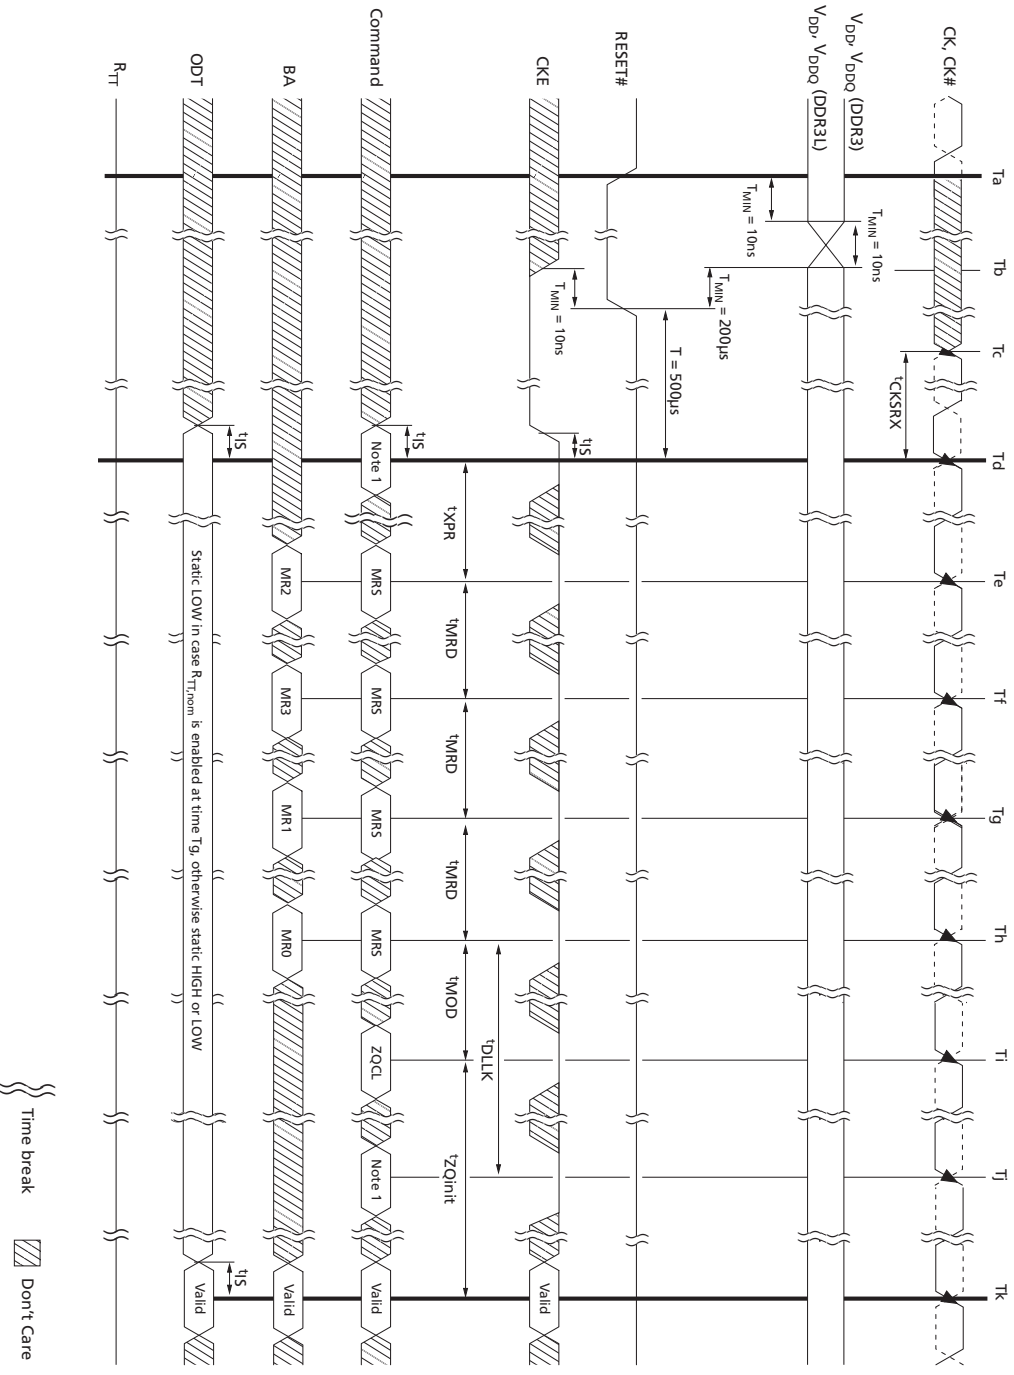 Ta
Tb
Tc
Td
Te
Tf
Tg
Th
Ti
Tj
Tk
CK, CK#
tCKSRX
VDD, VDDQ (DDR3)
VDD, VDDQ (DDR3L)
TMIN = 10ns
TMIN = 10ns
TMIN = 200µs
T = 500µs
RESET#
TMIN = 10ns
tIS
CKE
Valid
tDLLK
tXPR
tMRD
tMRD
tMRD
tMOD
tZQinit
tIS
Command
Note 1
MRS
MRS
MRS
MRS
ZQCL
Note 1
Valid
BA
MR2
MR3
MR1
MR0
Valid
tIS
tIS
ODT
Static LOW in case RTT,nom is enabled at time Tg, otherwise static HIGH or LOW
Valid
RTT
Time break
Don't Care